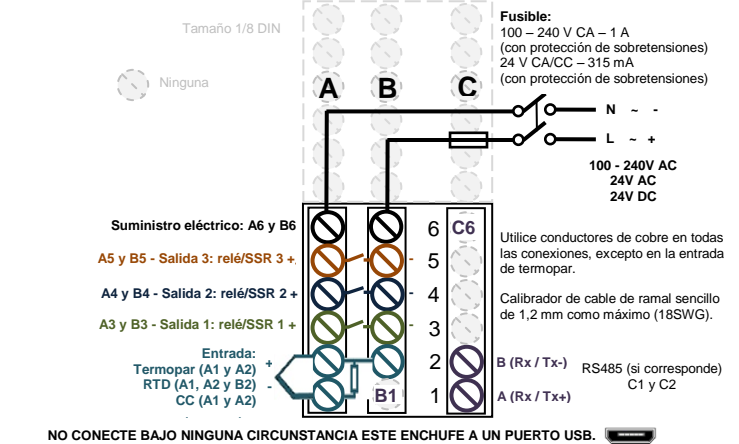 Tamaño 1/8 DIN
Ninguna
Fusible:
100 – 240 V CA – 1 A
(con protección de sobretensiones)
24 V CA/CC – 315 mA
(con protección de sobretensiones)
A B C
N ~ -
L ~ +
100 - 240V AC
24V AC
24V DC
Suministro eléctrico: A6 y B6
6 C6
A5 y B5 - Salida 3: relé/SSR 3 +
- 5
A4 y B4 - Salida 2: relé/SSR 2 +
- 4
A3 y B3 - Salida 1: relé/SSR 1 +
- 3
Entrada:
Termopar (A1 y A2) +
RTD (A1, A2 y B2) -
CC (A1 y A2)
2 B (Rx / Tx-)
B1 1 A (Rx / Tx+)
RS485 (si corresponde)
C1 y C2
Utilice conductores de cobre en todas
las conexiones, excepto en la entrada
de termopar.
Calibrador de cable de ramal sencillo
de 1,2 mm como máximo (18SWG).
NO CONECTE BAJO NINGUNA CIRCUNSTANCIA ESTE ENCHUFE A UN PUERTO USB.